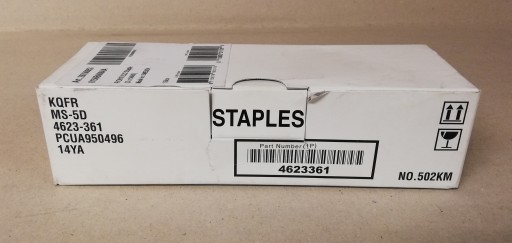 KQFR
MS-5D
4623-361
PCUA950496
14YA
STAPLES
Part Number(1P)
4623361
NO.502KM